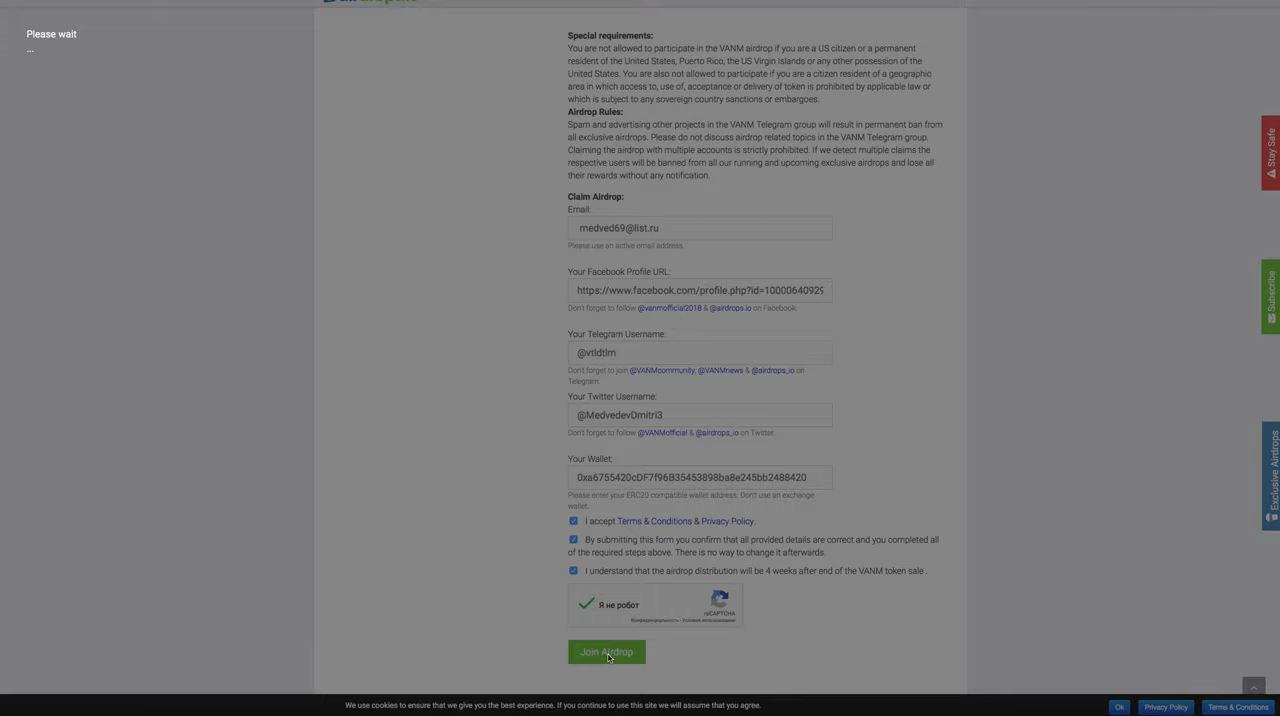 Please wait
...
Special requirements:
You are not allowed to participate in the VANM airdrop if you are a US citizen or a permanent
resident of the United States, Puerto Rico, the US Virgin Islands or any other possession of the
United States. You are also not allowed to participate if you are a citizen resident of a geographic
area in which access to, use of, acceptance or delivery of token is prohibited by applicable law or
which is subject to any sovereign country sanctions or embargoes.
Airdrop Rules:
Spam and advertising other projects in the VANM Telegram group will result in permanent ban from
all exclusive airdrops. Please do not discuss airdrop related topics in the VANM Telegram group.
Claiming the airdrop with multiple accounts is strictly prohibited. If we detect multiple claims the
respective users will be banned from all our running and upcoming exclusive airdrops and lose all
their rewards without any notification.
Claim Airdrop:
Email:
medved69@list.ru
Please use an active email address.
Your Facebook Profile URL:
https://www.facebook.com/profile.php?id=10000640929
Don't forget to follow @vanmofficial2018 & @airdrops.io on Facebook.
Your Telegram Username:
@vtldtlm
Don't forget to join @VANMcommunity, @VANMnews & @airdrops_io on
Telegram.
Your Twitter Username:
@MedvedevDmitri3
Don't forget to follow @VANMofficial & @airdrops_io on Twitter.
Your Wallet:
0xa6755420cDF7f96B35453898ba8e245bb2488420
Please enter your ERC20 compatible wallet address. Don't use an exchange
wallet.
I accept Terms & Conditions & Privacy Policy.
By submitting this form you confirm that all provided details are correct and you completed all
of the required steps above. There is no way to change it afterwards.
I understand that the airdrop distribution will be 4 weeks after end of the VANM token sale .
Я не робот
reCAPTCHA
Конфиденциальность - Условия использования
Join Airdrop
Stay Safe
Subscribe
Exclusive Airdrops
We use cookies to ensure that we give you the best experience. If you continue to use this site we will assume that you agree.
Ok
Privacy Policy
Terms & Conditions